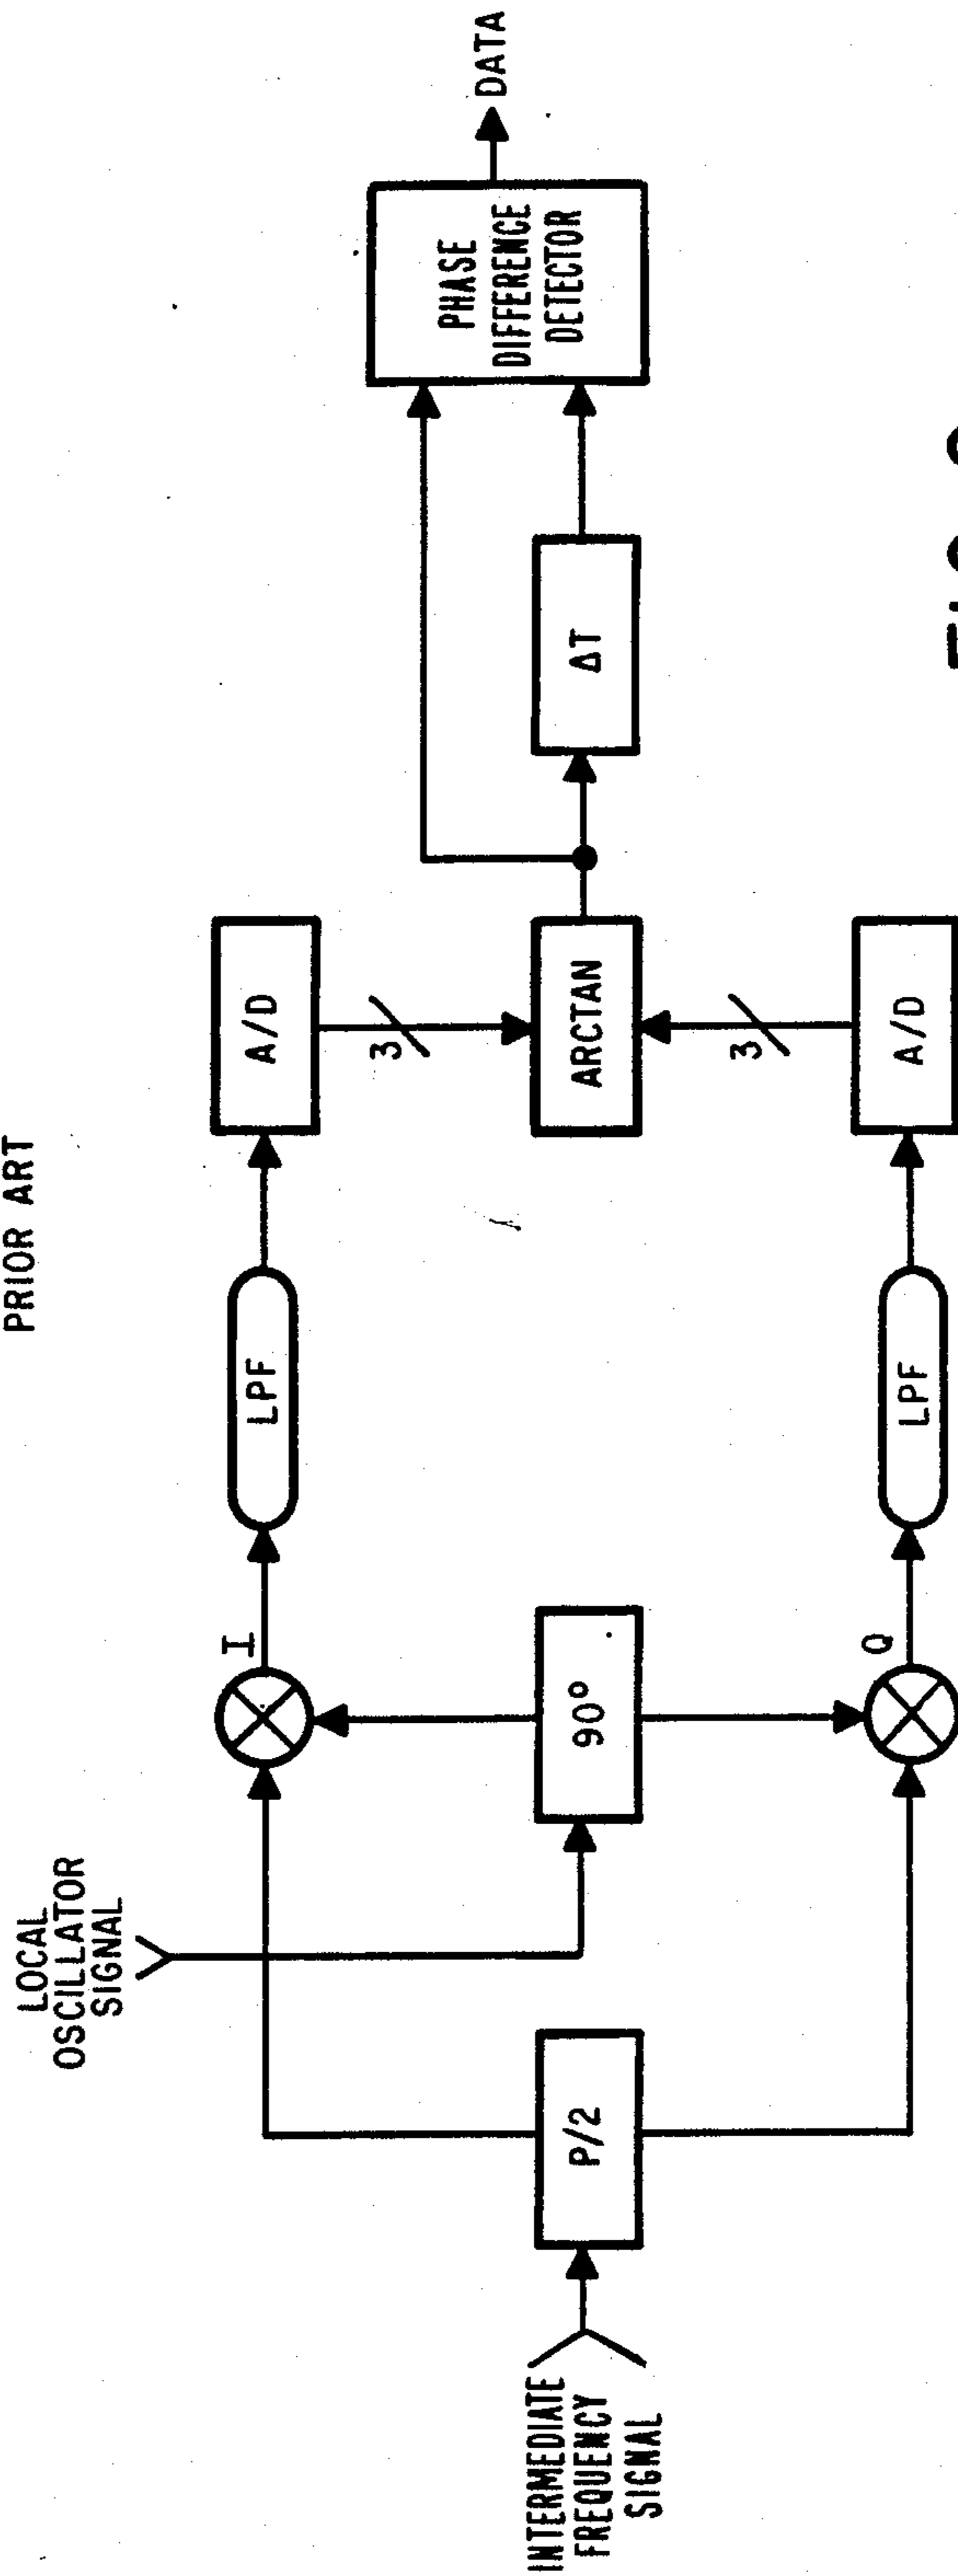 PRIOR ART
LOCAL
OSCILLATOR
SIGNAL
INTERMEDIATE
FREQUENCY
SIGNAL
P/2
90°
I
Q
LPF
LPF
A/D
A/D
3
3
ARCTAN
ΔT
PHASE
DIFFERENCE
DETECTOR
DATA